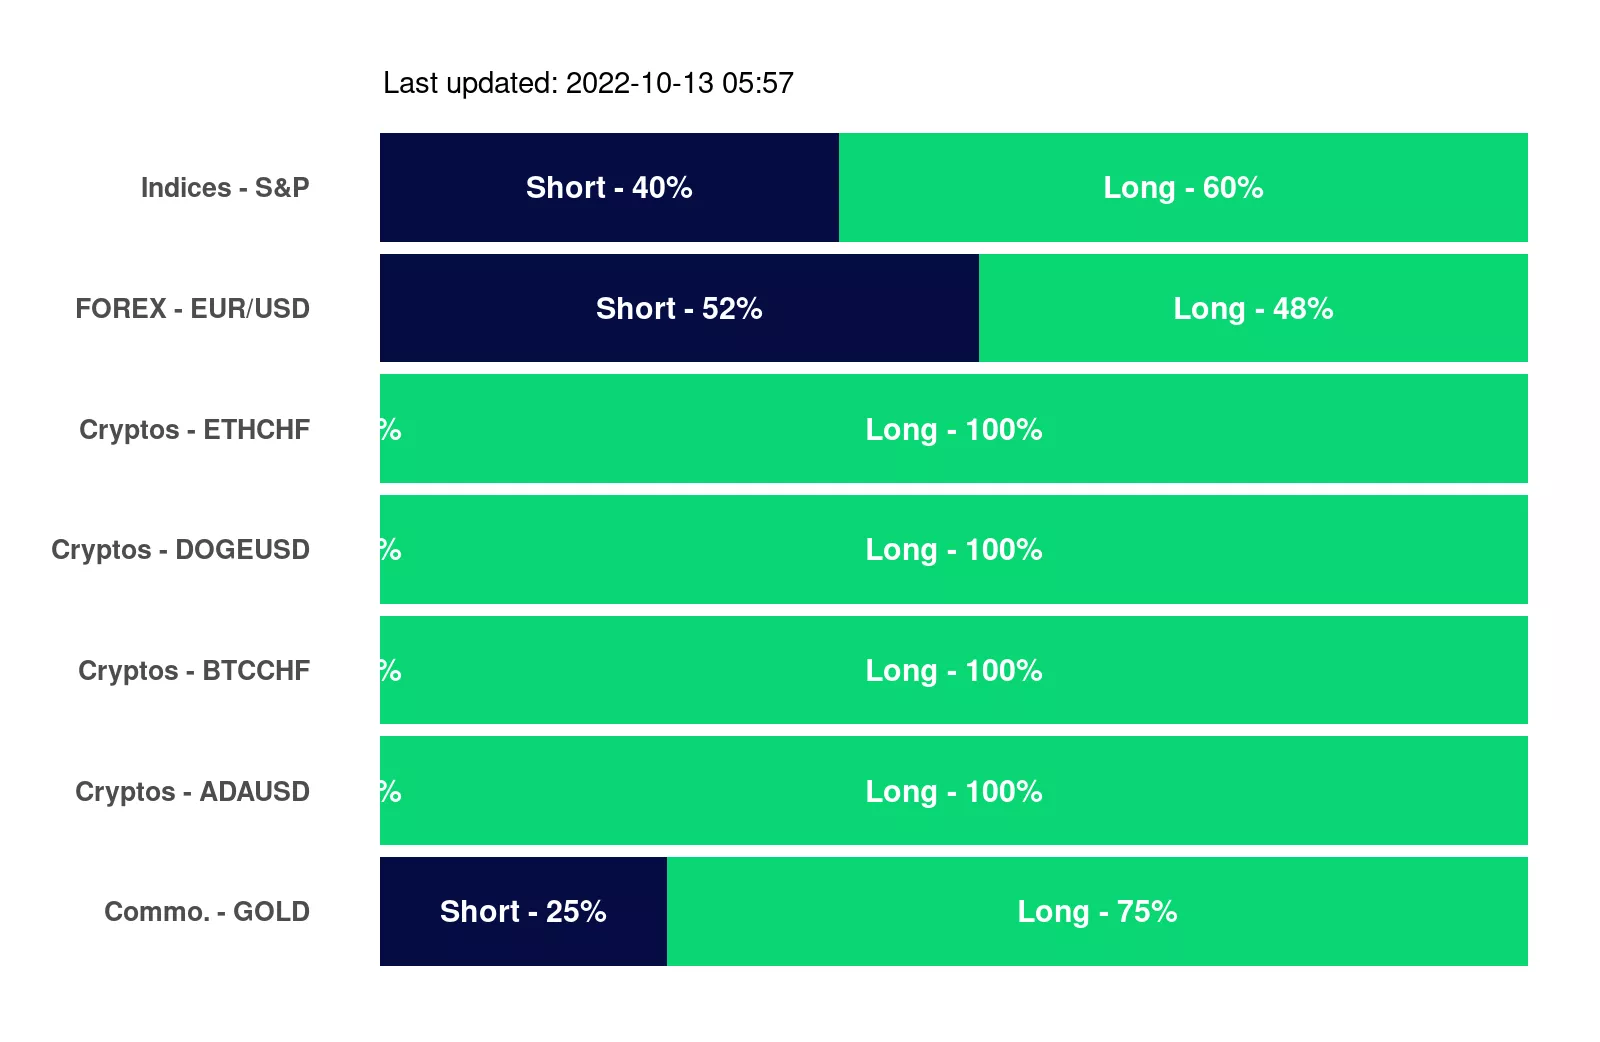 Last updated: 2022-10-13 05:57
Indices - S&P Short - 40% Long - 60%
FOREX - EUR/USD Short - 52% Long - 48%
Cryptos - ETHCHF % Long - 100%
Cryptos - DOGEUSD % Long - 100%
Cryptos - BTCCHF % Long - 100%
Cryptos - ADAUSD % Long - 100%
Commo. - GOLD Short - 25% Long - 75%